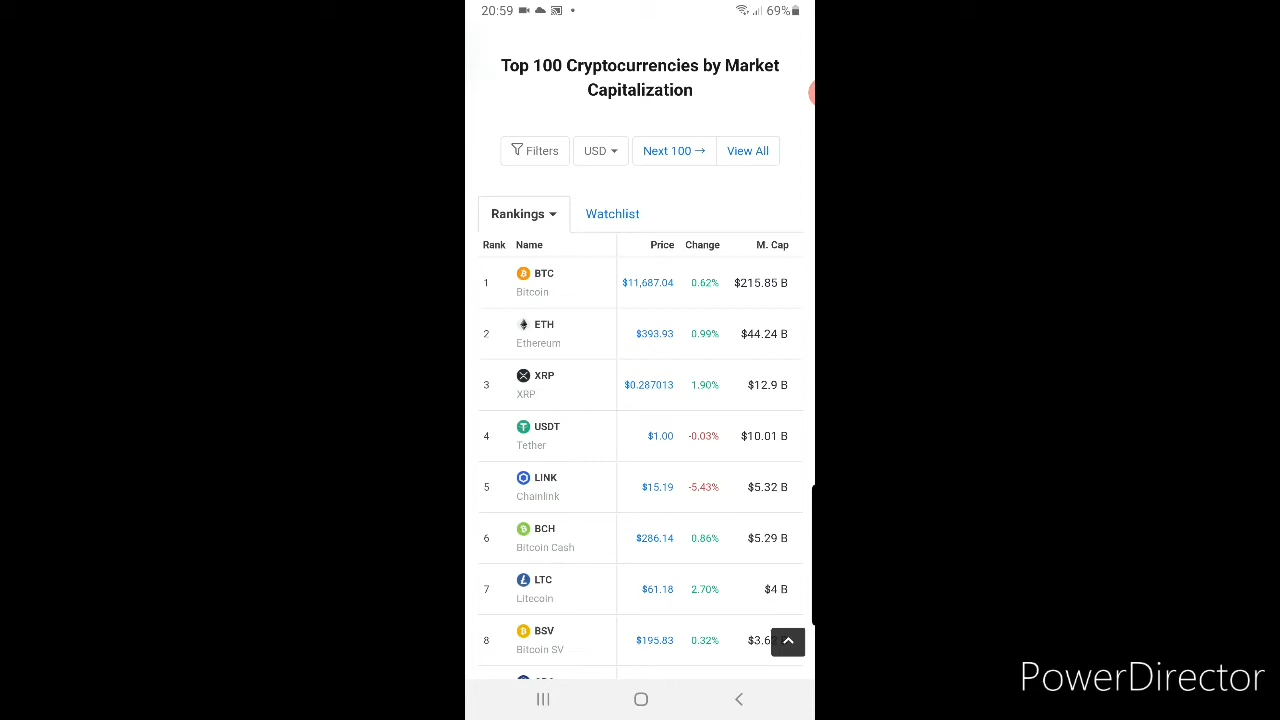 20:59 69%
Top 100 Cryptocurrencies by Market
Capitalization
Filters USD Next 100 → View All
Rankings Watchlist
Rank Name Price Change M. Cap
1 BTC Bitcoin $11,687.04 0.62% $215.85 B
2 ETH Ethereum $393.93 0.99% $44.24 B
3 XRP XRP $0.287013 1.90% $12.9 B
4 USDT Tether $1.00 -0.03% $10.01 B
5 LINK Chainlink $15.19 -5.43% $5.32 B
6 BCH Bitcoin Cash $286.14 0.86% $5.29 B
7 LTC Litecoin $61.18 2.70% $4 B
8 BSV Bitcoin SV $195.83 0.32%
PowerDirector